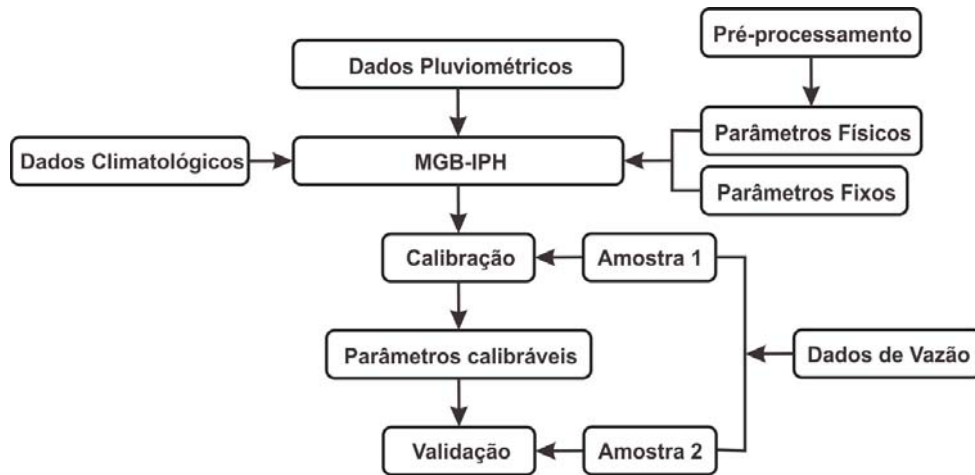 Pré-processamento
Dados Pluviométricos
Parâmetros Físicos
Dados Climatológicos
MGB-IPH
Parâmetros Fixos
Calibração
Amostra 1
Parâmetros calibráveis
Dados de Vazão
Validação
Amostra 2